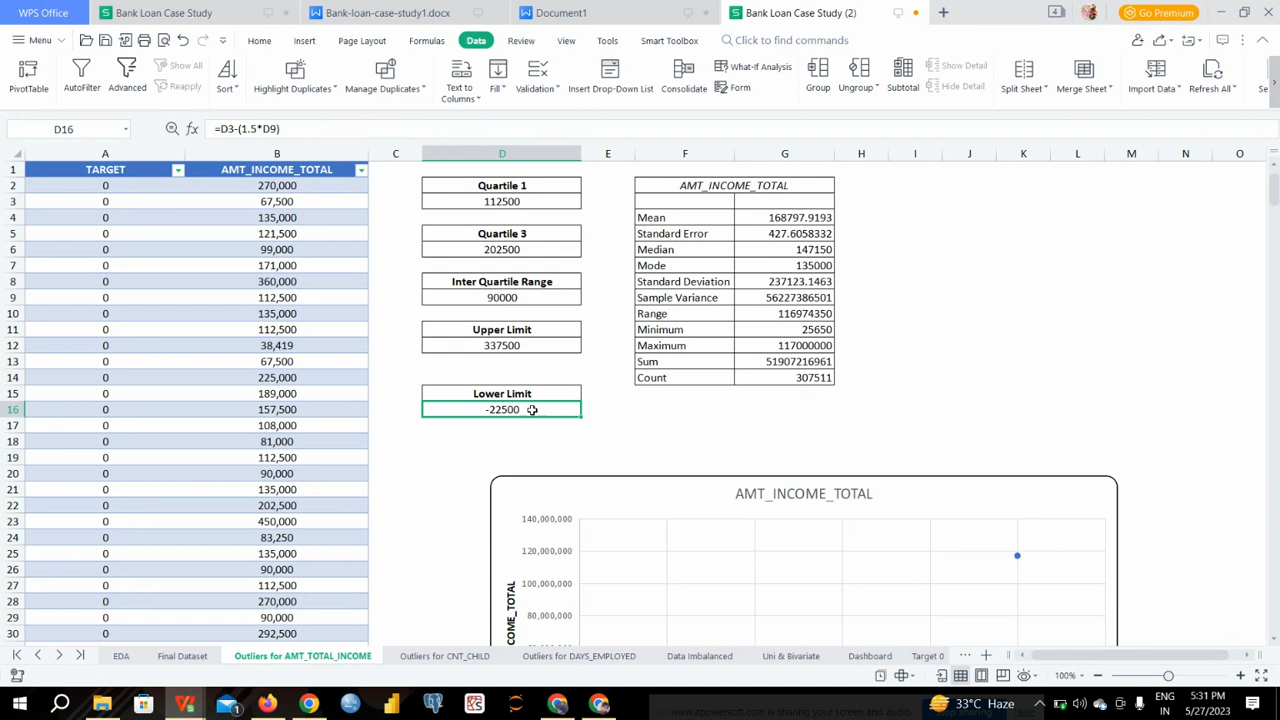 WPS Office
Bank Loan Case Study
Bank-loan-case-study1.docx
Document1
Bank Loan Case Study (2)
4
Go Premium
Menu
Home
Insert
Page Layout
Formulas
Data
Review
View
Tools
Smart Toolbox
Click to find commands
PivotTable
AutoFilter
Advanced
Show All
Reapply
Sort
Highlight Duplicates
Manage Duplicates
Text to Columns
Fill
Validation
Insert Drop-Down List
Consolidate
What-If Analysis
Form
Group
Ungroup
Subtotal
Show Detail
Hide Detail
Split Sheet
Merge Sheet
Import Data
Refresh All
Se
D16
fx
=D3-(1.5*D9)
A B C D E F G H I J K L M N O
1 TARGET AMT_INCOME_TOTAL
2 0 270,000 Quartile 1 AMT_INCOME_TOTAL
3 0 67,500 112500
4 0 135,000 Mean 168797.9193
5 0 121,500 Quartile 3 Standard Error 427.6058332
6 0 99,000 202500 Median 147150
7 0 171,000 Mode 135000
8 0 360,000 Inter Quartile Range Standard Deviation 237123.1463
9 0 112,500 90000 Sample Variance 56227386501
10 0 135,000 Range 116974350
11 0 112,500 Upper Limit Minimum 25650
12 0 38,419 337500 Maximum 117000000
13 0 67,500 Sum 51907216961
14 0 225,000 Count 307511
15 0 189,000 Lower Limit
16 0 157,500 -22500
17 0 108,000
18 0 81,000
19 0 112,500
20 0 90,000
21 0 135,000 AMT_INCOME_TOTAL
22 0 202,500 140,000,000
23 0 450,000
24 0 83,250 120,000,000
25 0 135,000
26 0 90,000 100,000,000
27 0 112,500
28 0 270,000 80,000,000
29 0 90,000
30 0 292,500
OME_TOTAL
EDA
Final Dataset
Outliers for AMT_TOTAL_INCOME
Outliers for CNT_CHILD
Outliers for DAYS_EMPLOYED
Data Imbalanced
Uni & Bivariate
Dashboard
Target 0
100%
www.apowersoft.com is sharing your screen and audio.
Stop sharing
33°C Haze
ENG
IN
5:31 PM
5/27/2023